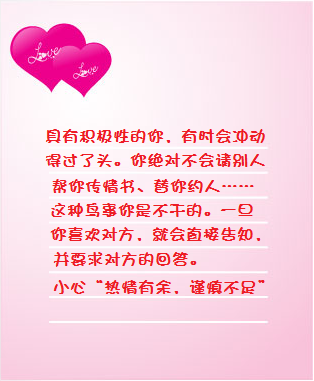 Love
Love
具有积极性的你，有时会冲动
得过了头。你绝对不会请别人
帮你传情书、替你约人……
这种鸟事你是不干的。一旦
你喜欢对方，就会直接告知，
并要求对方的回答。
小心“热情有余，谨慎不足”